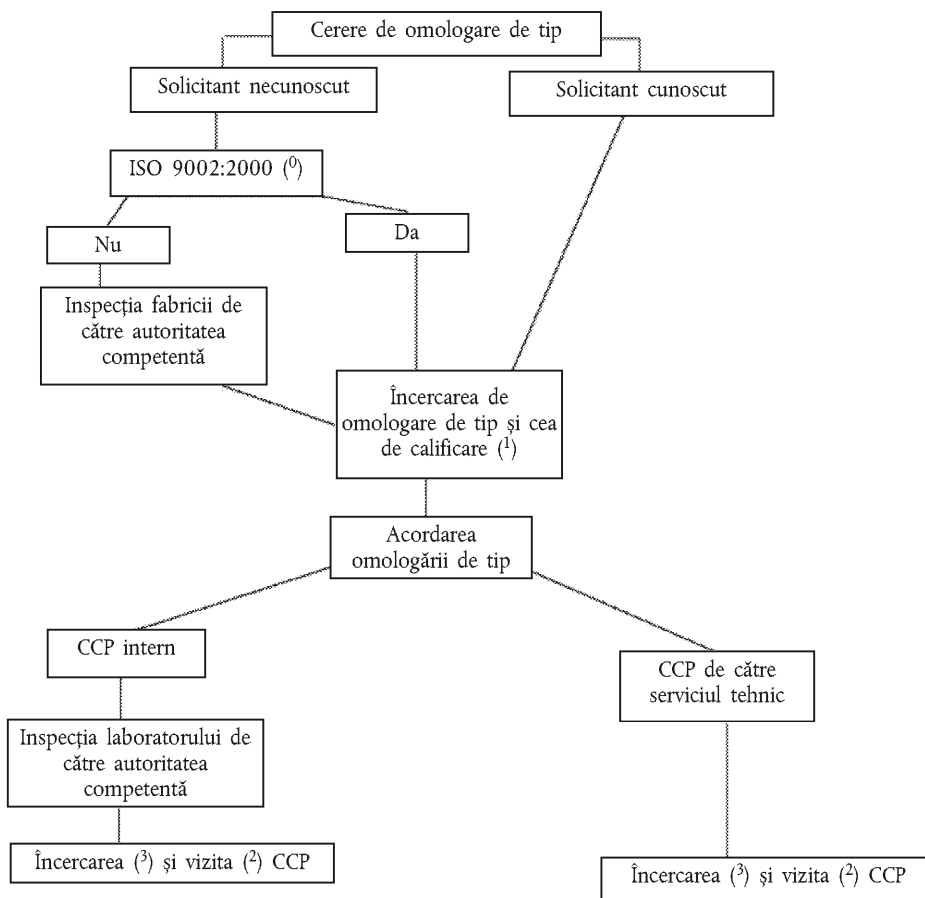 Cerere de omologare de tip
Solicitant necunoscut
Solicitant cunoscut
ISO 9002:2000 (⁰)
Nu
Da
Inspecția fabricii de
către autoritatea
competentă
Încercarea de
omologare de tip și cea
de calificare (¹)
Acordarea
omologării de tip
CCP intern
CCP de către
serviciul tehnic
Inspecția laboratorului de
către autoritatea
competentă
Încercarea (³) și vizita (²) CCP
Încercarea (³) și vizita (²) CCP